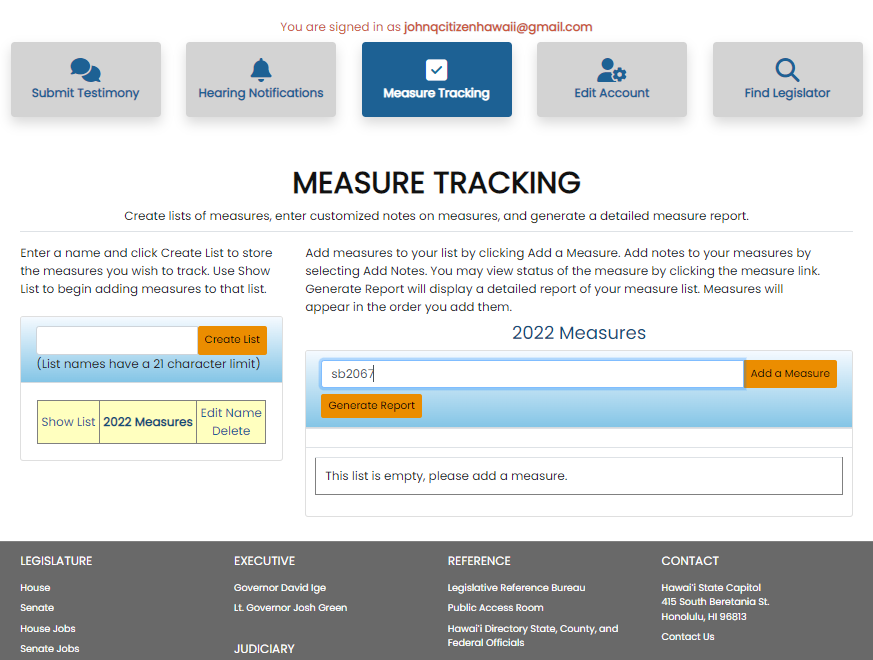 You are signed in as johnqcitizenhawaii@gmail.com
Submit Testimony
Hearing Notifications
Measure Tracking
Edit Account
Find Legislator
MEASURE TRACKING
Create lists of measures, enter customized notes on measures, and generate a detailed measure report.
Enter a name and click Create List to store
the measures you wish to track. Use Show
List to begin adding measures to that list.
Create List
(List names have a 21 character limit)
Show List
2022 Measures
Edit Name
Delete
Add measures to your list by clicking Add a Measure. Add notes to your measures by
selecting Add Notes. You may view status of the measure by clicking the measure link.
Generate Report will display a detailed report of your measure list. Measures will
appear in the order you add them.
2022 Measures
sb2067
Add a Measure
Generate Report
This list is empty, please add a measure.
LEGISLATURE
House
Senate
House Jobs
Senate Jobs
EXECUTIVE
Governor David Ige
Lt. Governor Josh Green
JUDICIARY
REFERENCE
Legislative Reference Bureau
Public Access Room
Hawai'i Directory State, County, and
Federal Officials
CONTACT
Hawai'i State Capitol
415 South Beretania St.
Honolulu, HI 96813
Contact Us